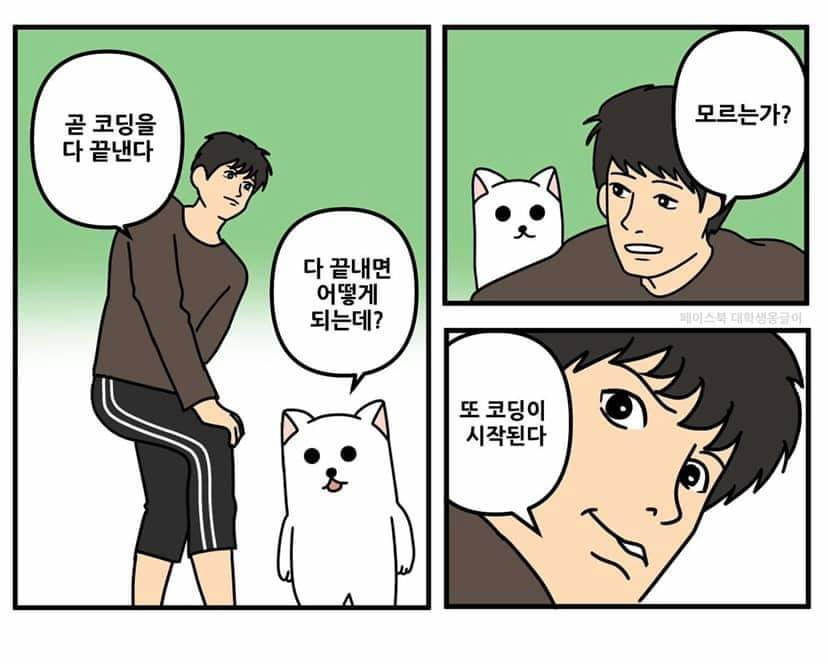 곧 코딩을
다 끝낸다
다 끝내면
어떻게
되는데?
모르는가?
페이스북 대학생옹글이
또 코딩이
시작된다